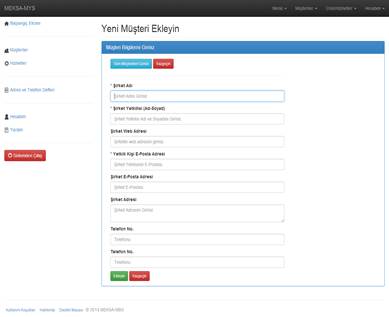 MEKSA-MYS
Menü
Müşteriler
Ürün/Hizmetler
Hesabım
Başlangıç Ekranı
Müşteriler
Hizmetler
Adres ve Telefon Defteri
Hesabım
Yardım
Sistemden Çıkış
Yeni Müşteri Ekleyin
Müşteri Bilgilerini Giriniz
Tüm Müşterileri Göster
Vazgeçtir
* Şirket Adı
Şirket Adını Giriniz
* Şirket Yetkilisi (Adı-Soyad)
Şirket Yetkilisi Adı ve Soyadını Giriniz.
Şirket Web Adresi
Şirketin web adresini giriniz.
* Yetkili Kişi E-Posta Adresi
Şirket Yetkilisinin E-Postası.
Şirket E-Posta Adresi
Şirket E-Postası.
Şirket Adresi
Şirket Adresini Giriniz.
Telefon No.
Telefonu.
Telefon No.
Telefonu.
Ekleyin
Vazgeçtir
Kullanım Koşulları
Hakkında
Destek Masası
© 2014 MEKSA-MBS